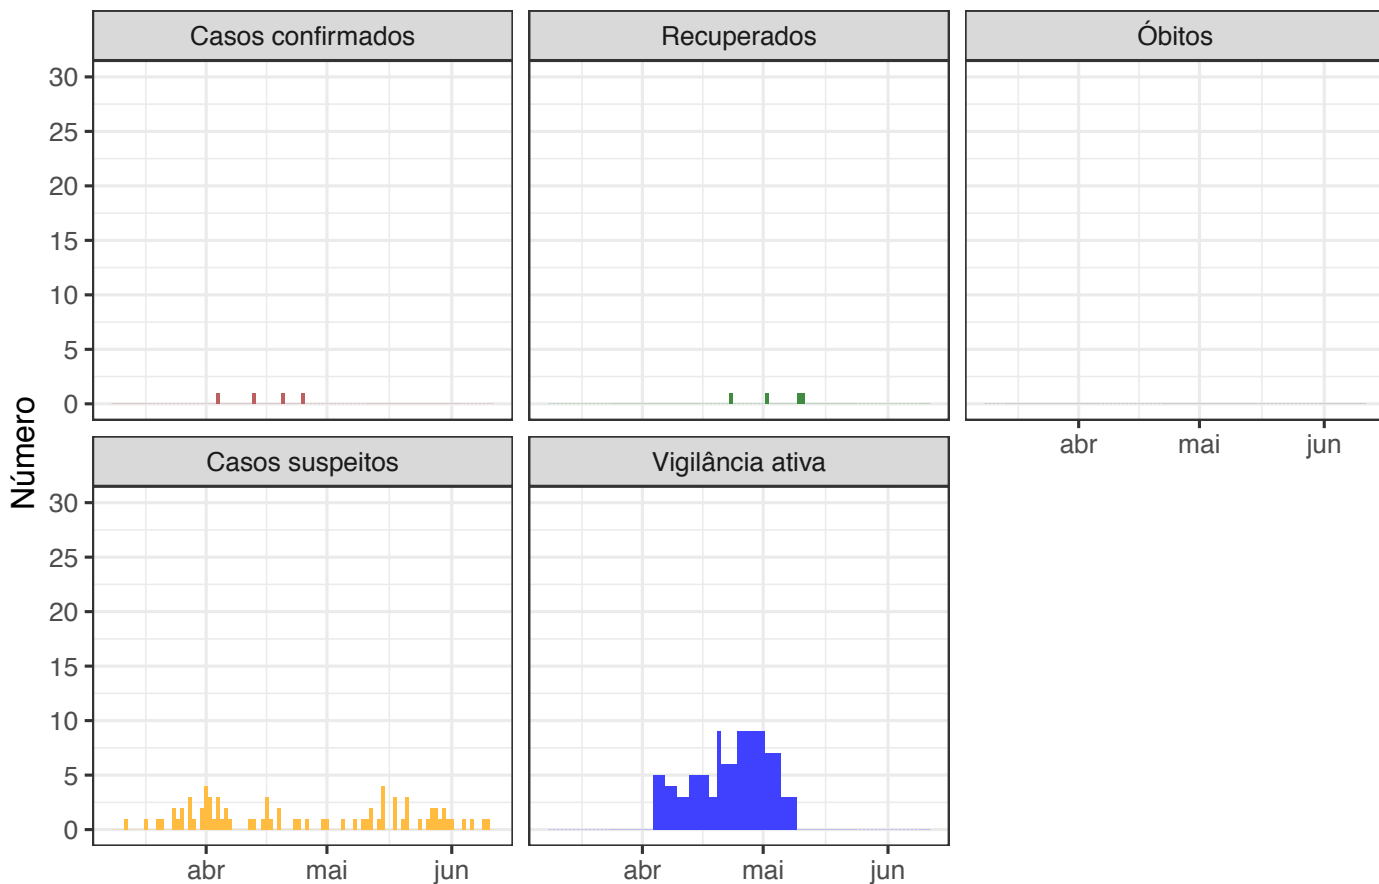 Casos confirmados
Recuperados
Óbitos
30
25
20
15
10
5
0
abr mai jun
Número
Casos suspeitos
Vigilância ativa
30
25
20
15
10
5
0
abr mai jun
abr mai jun